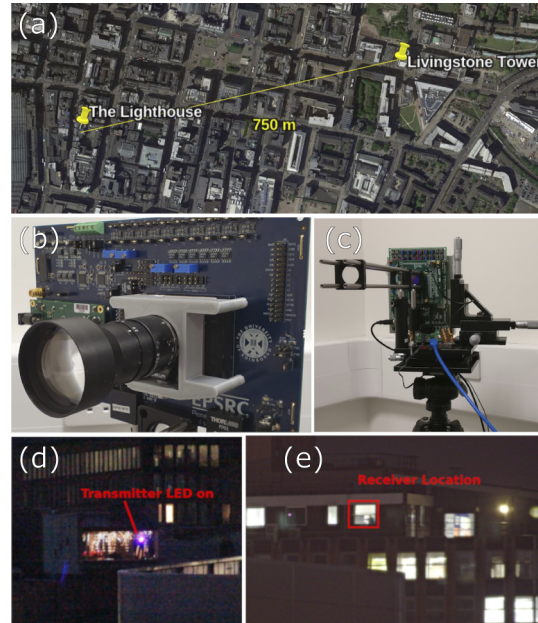 (a)
Livingstone Tower
The Lighthouse
750 m
(b)
(c)
EPSRC
(d)
(e)
Transmitter LED on
Receiver Location